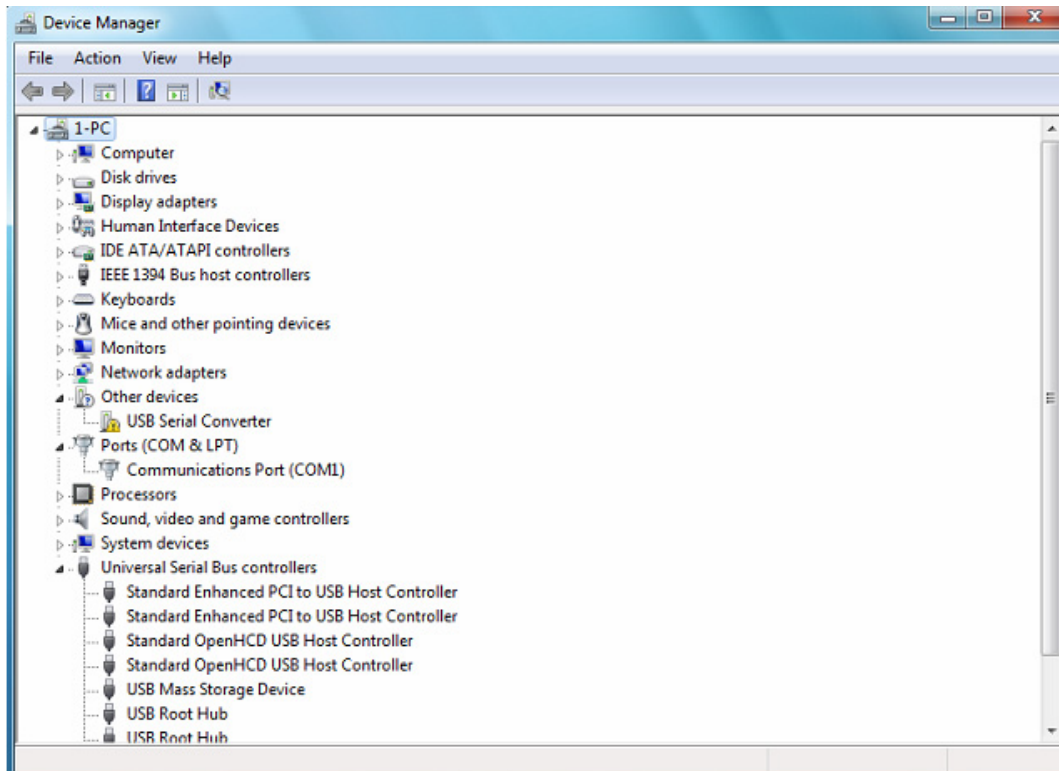 Device Manager
File Action View Help
1-PC
Computer
Disk drives
Display adapters
Human Interface Devices
IDE ATA/ATAPI controllers
IEEE 1394 Bus host controllers
Keyboards
Mice and other pointing devices
Monitors
Network adapters
Other devices
USB Serial Converter
Ports (COM & LPT)
Communications Port (COM1)
Processors
Sound, video and game controllers
System devices
Universal Serial Bus controllers
Standard Enhanced PCI to USB Host Controller
Standard Enhanced PCI to USB Host Controller
Standard OpenHCD USB Host Controller
Standard OpenHCD USB Host Controller
USB Mass Storage Device
USB Root Hub
USB Root Hub